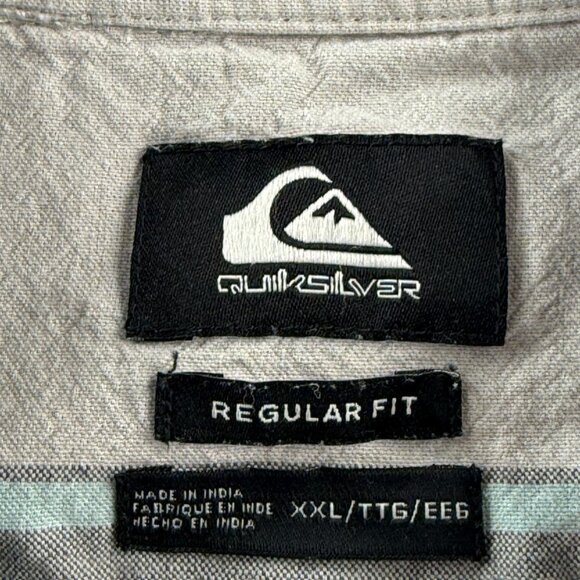 QUIKSILVER
REGULAR FIT
MADE IN INDIA
FABRIQUE EN INDE
HECHO EN INDIA
XXL/TTG/EEG